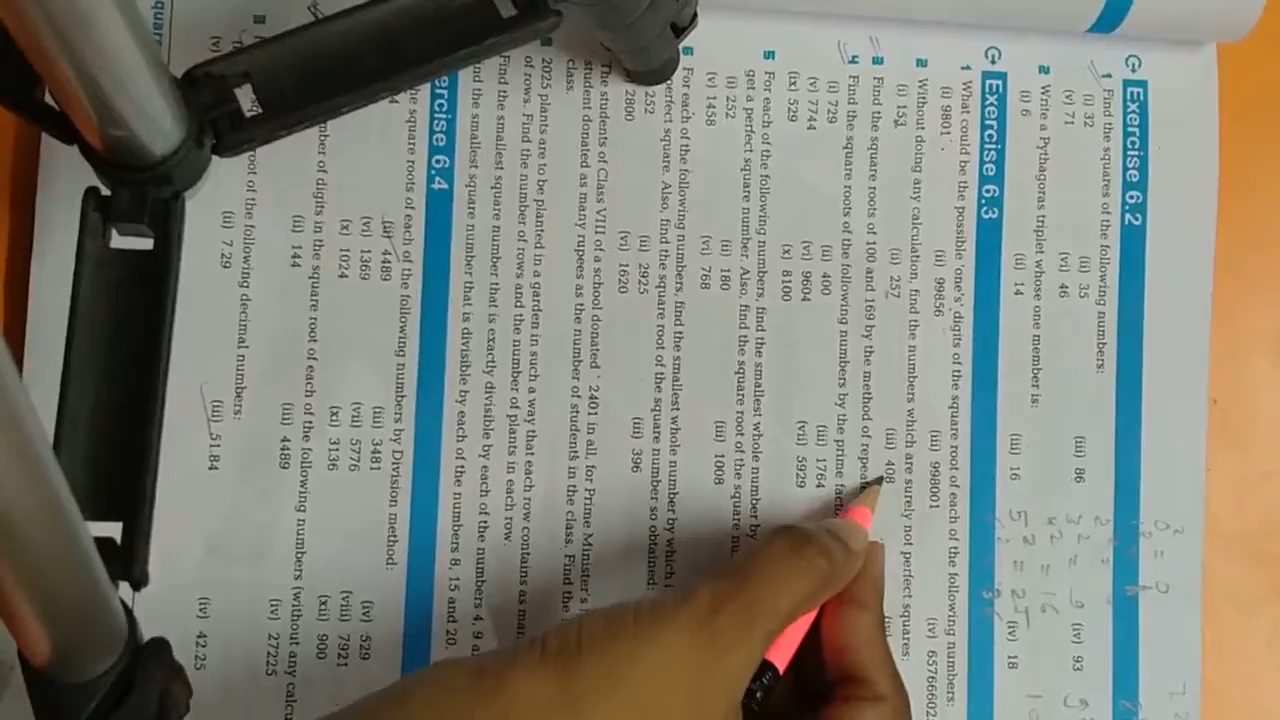 Exercise 6.2
1 Find the squares of the following numbers:
(i) 32 (ii) 35 (iii) 86 (iv) 93
(v) 71 (vi) 46
2 Write a Pythagoras triplet whose one member is:
(i) 6 (ii) 14 (iii) 16 (iv) 18
Exercise 6.3
1 What could be the possible 'one's' digits of the square root of each of the following numbers:
(i) 9801 (ii) 99856 (iii) 998001 (iv) 65766602
2 Without doing any calculation, find the numbers which are surely not perfect squares:
(i) 153 (ii) 257 (iii) 408 (iv)
3 Find the square roots of 100 and 169 by the method of
4 Find the square roots of the following numbers by the prime
(i) 729 (ii) 400 (iii) 1764
(v) 7744 (vi) 9604 (vii) 5929
(ix) 529 (x) 8100
5 For each of the following numbers, find the smallest whole number by
get a perfect square number. Also, find the square root of the square
(i) 252 (ii) 180 (iii) 1008
(v) 1458 (vi) 768
6 For each of the following numbers, find the smallest whole number by which
perfect square. Also, find the square root of the square number so obtained:
252 (ii) 2925 (iii) 396
2800 (vi) 1620
The students of Class VIII of a school donated ` 2401 in all, for Prime Minister's
student donated as many rupees as the number of students in the class. Find the
class.
2025 plants are to be planted in a garden in such a way that each row contains as
of rows. Find the number of rows and the number of plants in each row.
Find the smallest square number that is exactly divisible by each of the numbers 4, 9
the smallest square number that is divisible by each of the numbers 8, 15 and 20.
6.4
square roots of each of the following numbers by Division method:
(ii) 4489 (iii) 3481 (iv) 529
(vi) 1369 (vii) 5776 (viii) 7921
(x) 1024 (xi) 3136 (xii) 900
of digits in the square root of each of the following numbers (without any
(ii) 144 (iii) 4489 (iv) 27225
root of the following decimal numbers:
(ii) 7.29 (iii) 51.84 (iv) 42.25
(v)